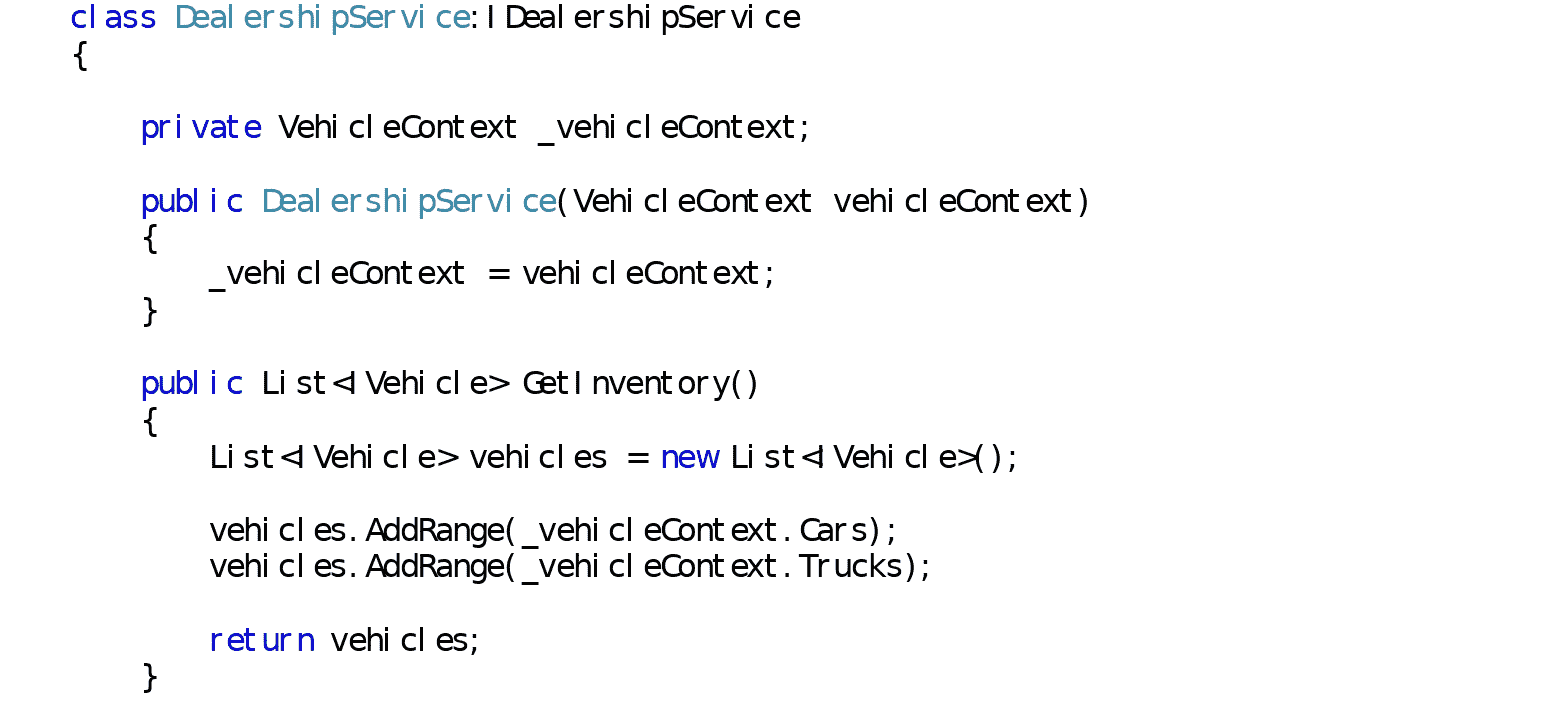 class DealershipService:IDealershipService
{
private VehicleContext _vehicleContext;
public DealershipService(VehicleContext vehicleContext)
{
_vehicleContext = vehicleContext;
}
public List<IVehicle> GetInventory()
{
List<IVehicle> vehicles = new List<IVehicle>();
vehicles.AddRange(_vehicleContext.Cars);
vehicles.AddRange(_vehicleContext.Trucks);
return vehicles;
}